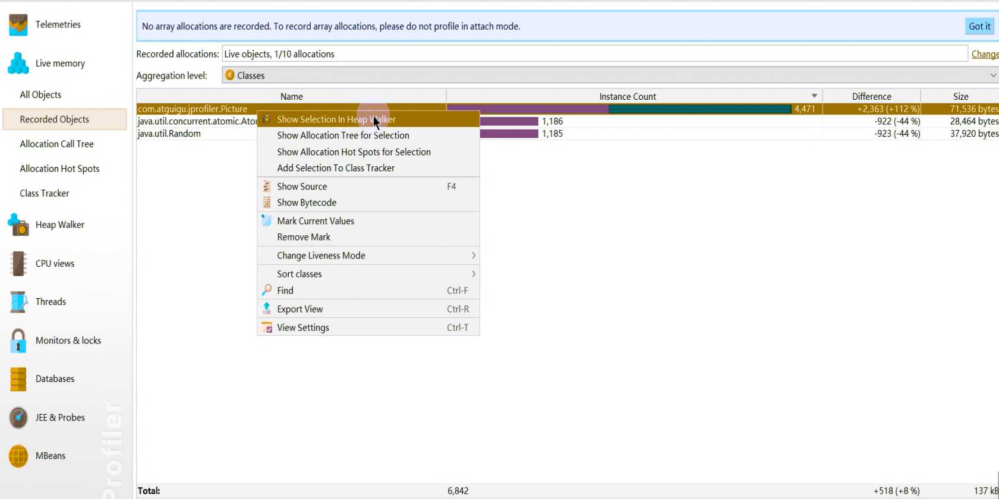 Telemetries
Live memory
All Objects
Recorded Objects
Allocation Call Tree
Allocation Hot Spots
Class Tracker
Heap Walker
CPU views
Threads
Monitors & locks
Databases
JEE & Probes
MBeans
Profiler
No array allocations are recorded. To record array allocations, please do not profile in attach mode.
Got it
Recorded allocations: Live objects, 1/10 allocations Change
Aggregation level: Classes
Name Instance Count Difference Size
com.atguigu.jprofiler.Picture 4,471 +2,363 (+112 %) 71,536 bytes
java.util.concurrent.atomic.Ato 1,186 -922 (-44 %) 28,464 bytes
java.util.Random 1,185 -923 (-44 %) 37,920 bytes
Show Selection In Heap Walker
Show Allocation Tree for Selection
Show Allocation Hot Spots for Selection
Add Selection To Class Tracker
Show Source F4
Show Bytecode
Mark Current Values
Remove Mark
Change Liveness Mode
Sort classes
Find Ctrl-F
Export View Ctrl-R
View Settings Ctrl-T
Total: 6,842 +518 (+8 %) 137 kB